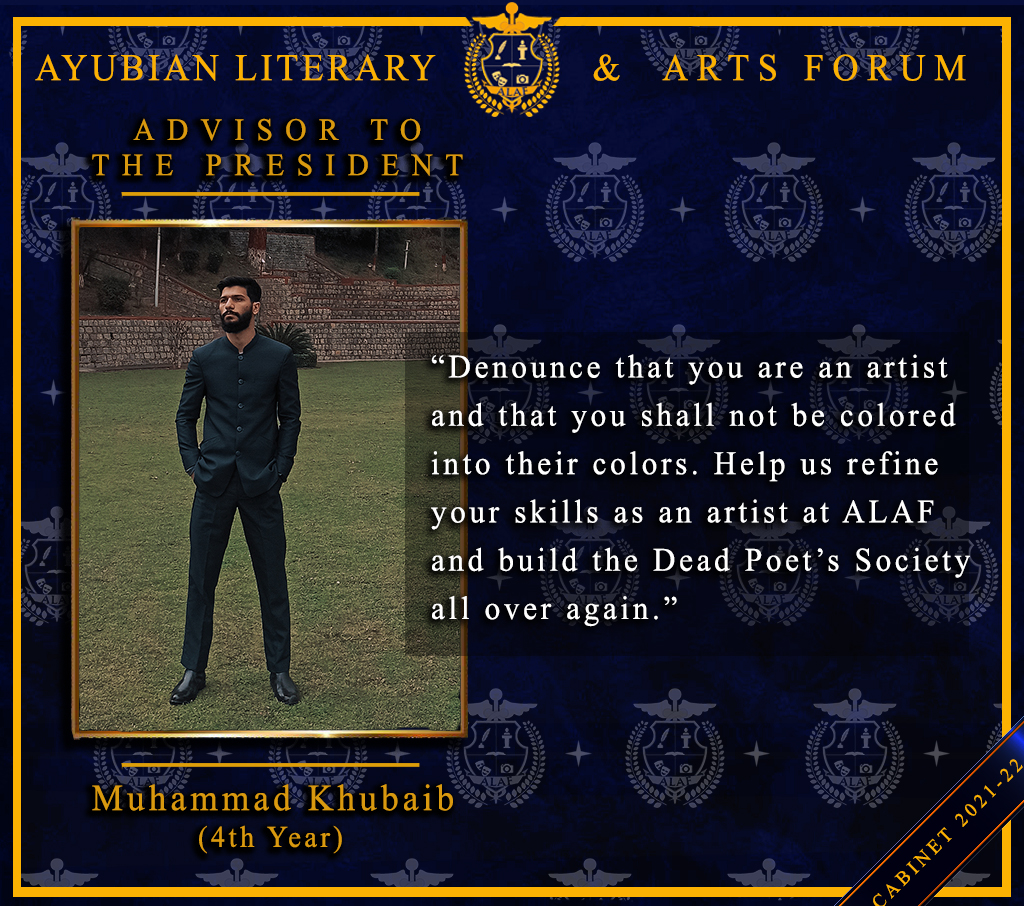 AYUBIAN LITERARY & ARTS FORUM
ALAF
ADVISOR TO
THE PRESIDENT
“Denounce that you are an artist
and that you shall not be colored
into their colors. Help us refine
your skills as an artist at ALAF
and build the Dead Poet’s Society
all over again.”
Muhammad Khubaib
(4th Year)
CABINET 2021-22